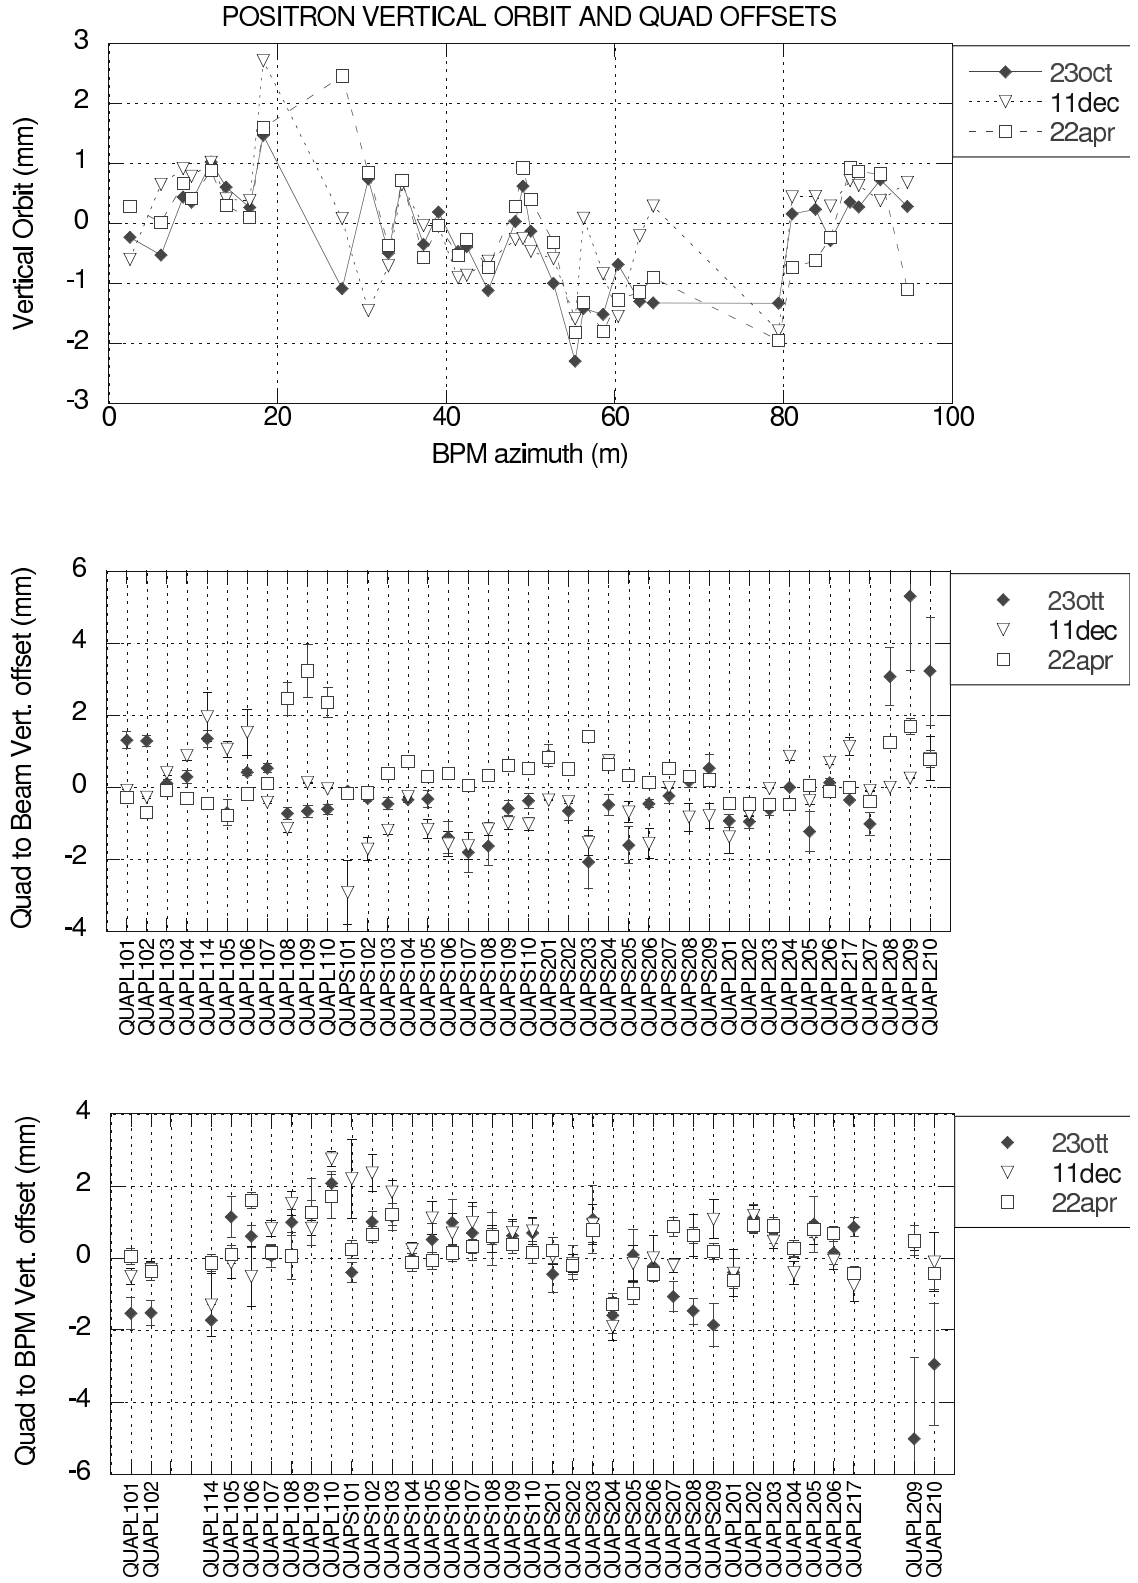 POSITRON VERTICAL ORBIT AND QUAD OFFSETS
Vertical Orbit (mm)
3
2
1
0
-1
-2
-3
0 20 40 60 80 100
BPM azimuth (m)
23oct
11dec
22apr
Quad to Beam Vert. offset (mm)
6
4
2
0
-2
-4
23ott
11dec
22apr
QUAPL101
QUAPL102
QUAPL103
QUAPL104
QUAPL114
QUAPL105
QUAPL106
QUAPL107
QUAPL108
QUAPL109
QUAPL110
QUAPS101
QUAPS102
QUAPS103
QUAPS104
QUAPS105
QUAPS106
QUAPS107
QUAPS108
QUAPS109
QUAPS110
QUAPS201
QUAPS202
QUAPS203
QUAPS204
QUAPS205
QUAPS206
QUAPS207
QUAPS208
QUAPS209
QUAPL201
QUAPL202
QUAPL203
QUAPL204
QUAPL205
QUAPL206
QUAPL217
QUAPL207
QUAPL208
QUAPL209
QUAPL210
Quad to BPM Vert. offset (mm)
4
2
0
-2
-4
-6
23ott
11dec
22apr
QUAPL101
QUAPL102
QUAPL114
QUAPL105
QUAPL106
QUAPL107
QUAPL108
QUAPL109
QUAPL110
QUAPS101
QUAPS102
QUAPS103
QUAPS104
QUAPS105
QUAPS106
QUAPS107
QUAPS108
QUAPS109
QUAPS110
QUAPS201
QUAPS202
QUAPS203
QUAPS204
QUAPS205
QUAPS206
QUAPS207
QUAPS208
QUAPS209
QUAPL201
QUAPL202
QUAPL203
QUAPL204
QUAPL205
QUAPL206
QUAPL217
QUAPL209
QUAPL210